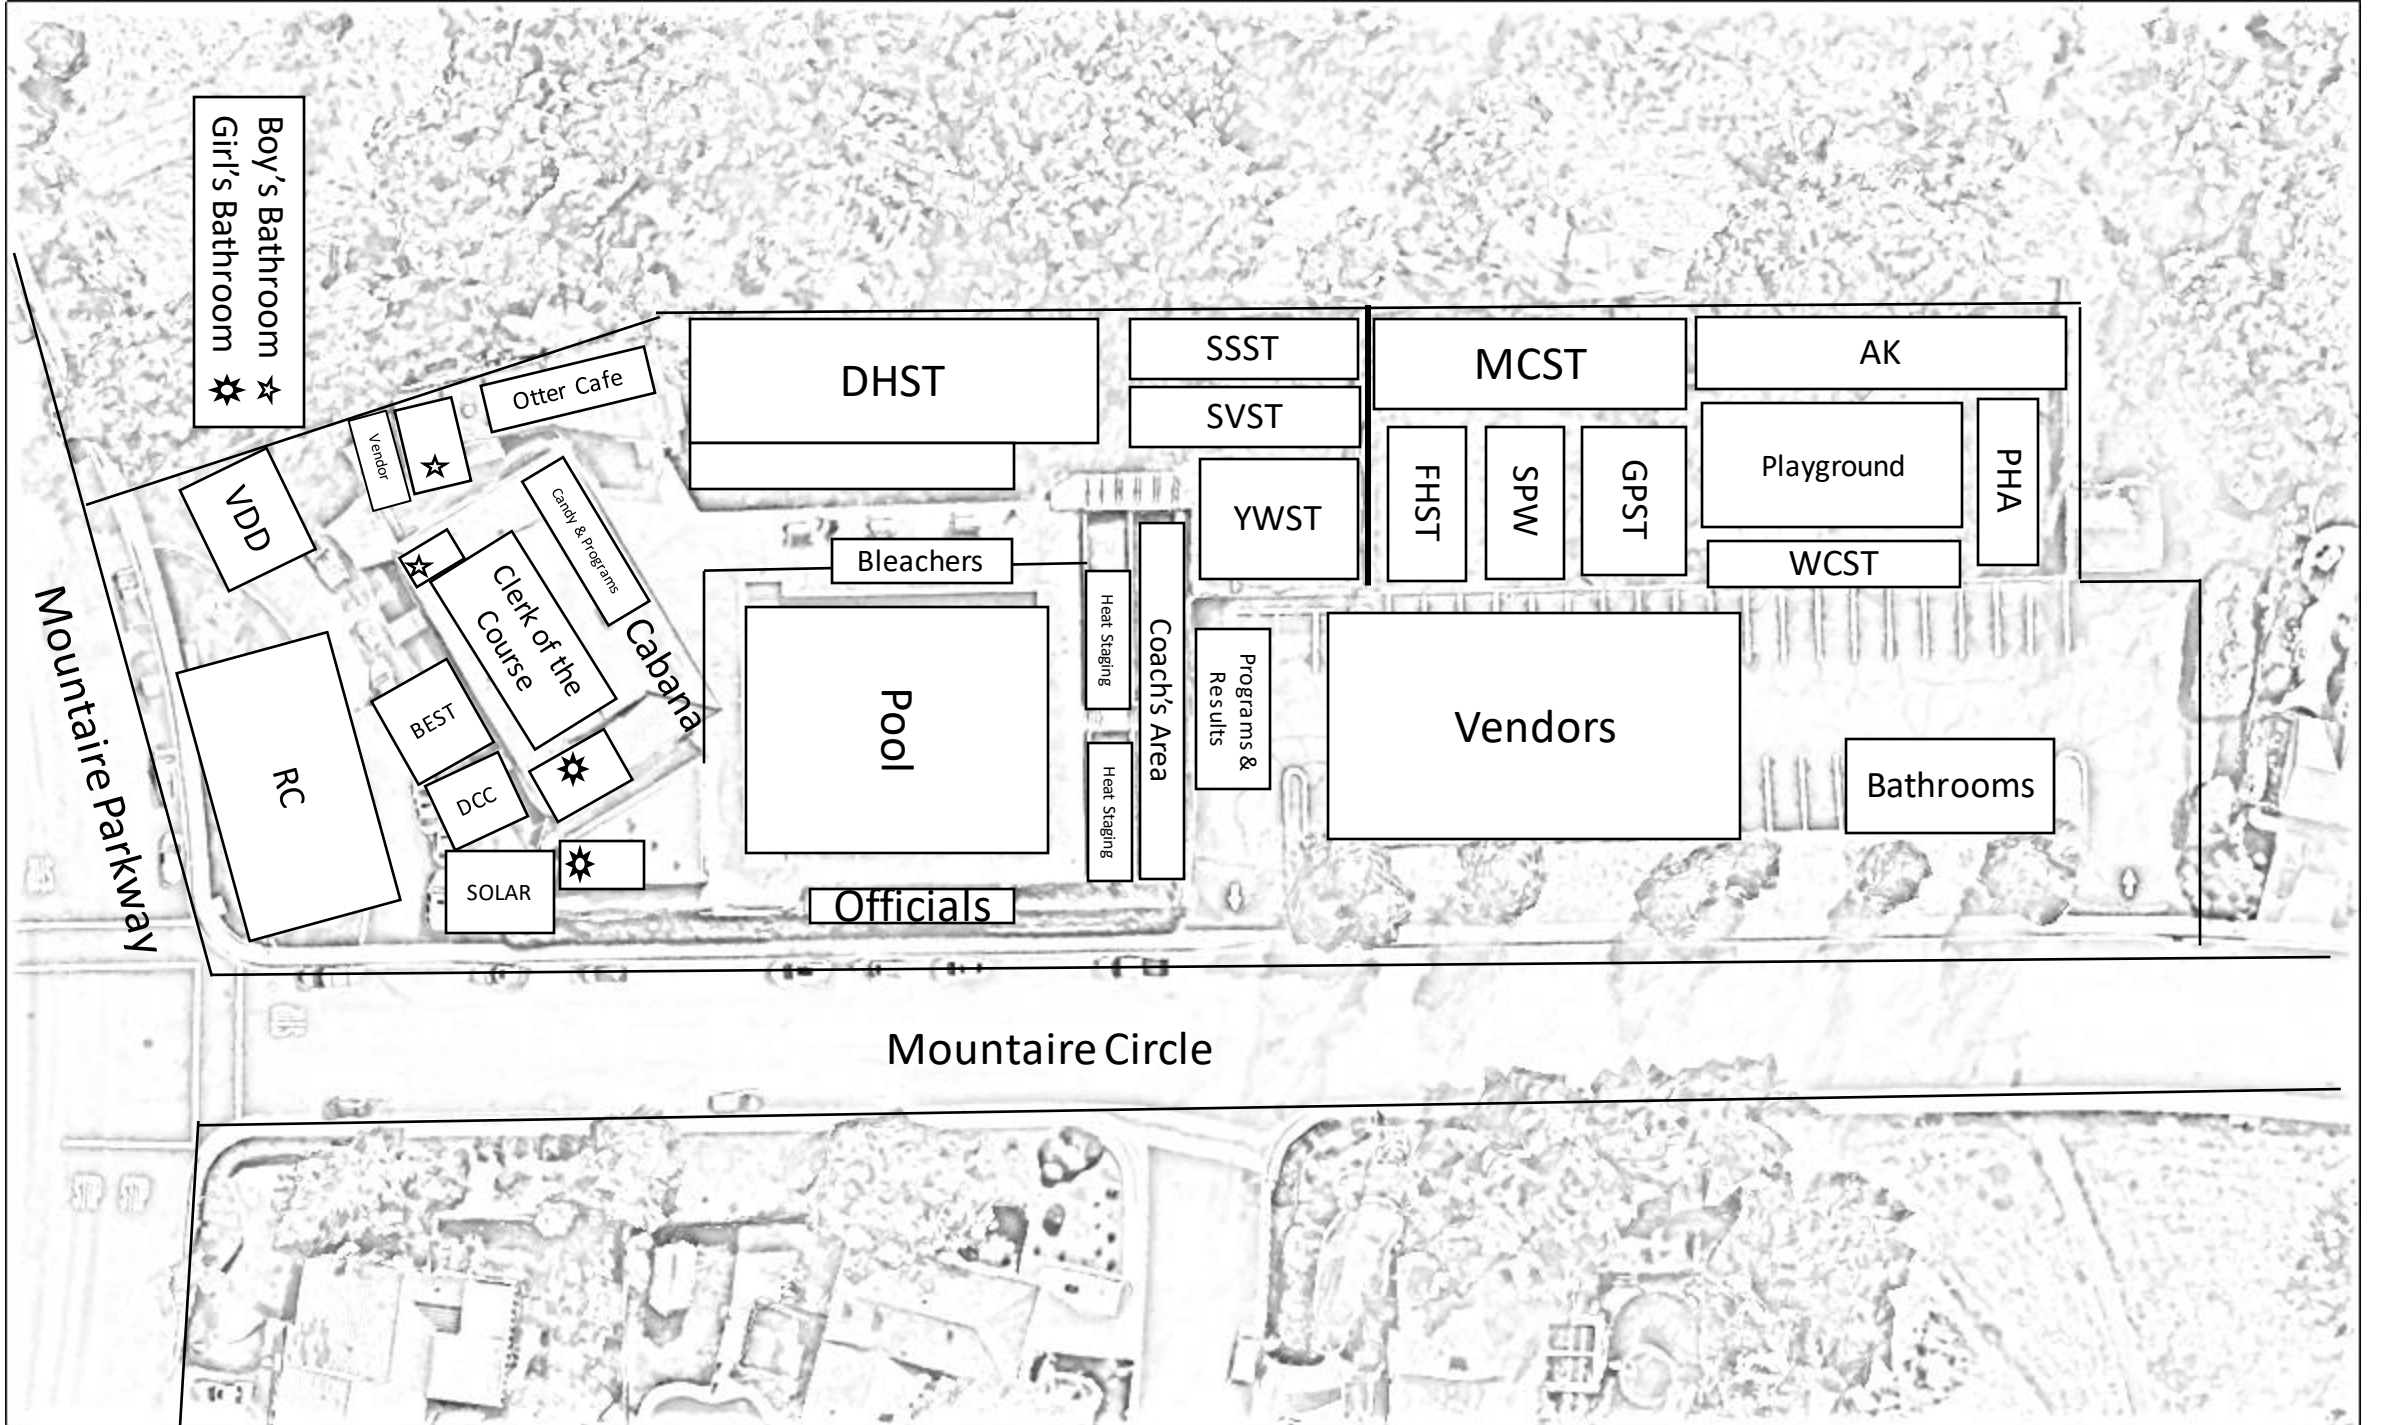 Boy's Bathroom
Girl's Bathroom
DHST
SSST
SVST
YWST
MCST
AK
FHST
SPW
GPST
Playground
PHA
WCST
Otter Cafe
Vendor
VDD
Candy & Programs
Clerk of the
Course
Cabana
BEST
DCC
SOLAR
RC
Bleachers
Pool
Officials
Heat Staging
Heat Staging
Coach's Area
Programs &
Results
Vendors
Bathrooms
Mountaire Parkway
Mountaire Circle